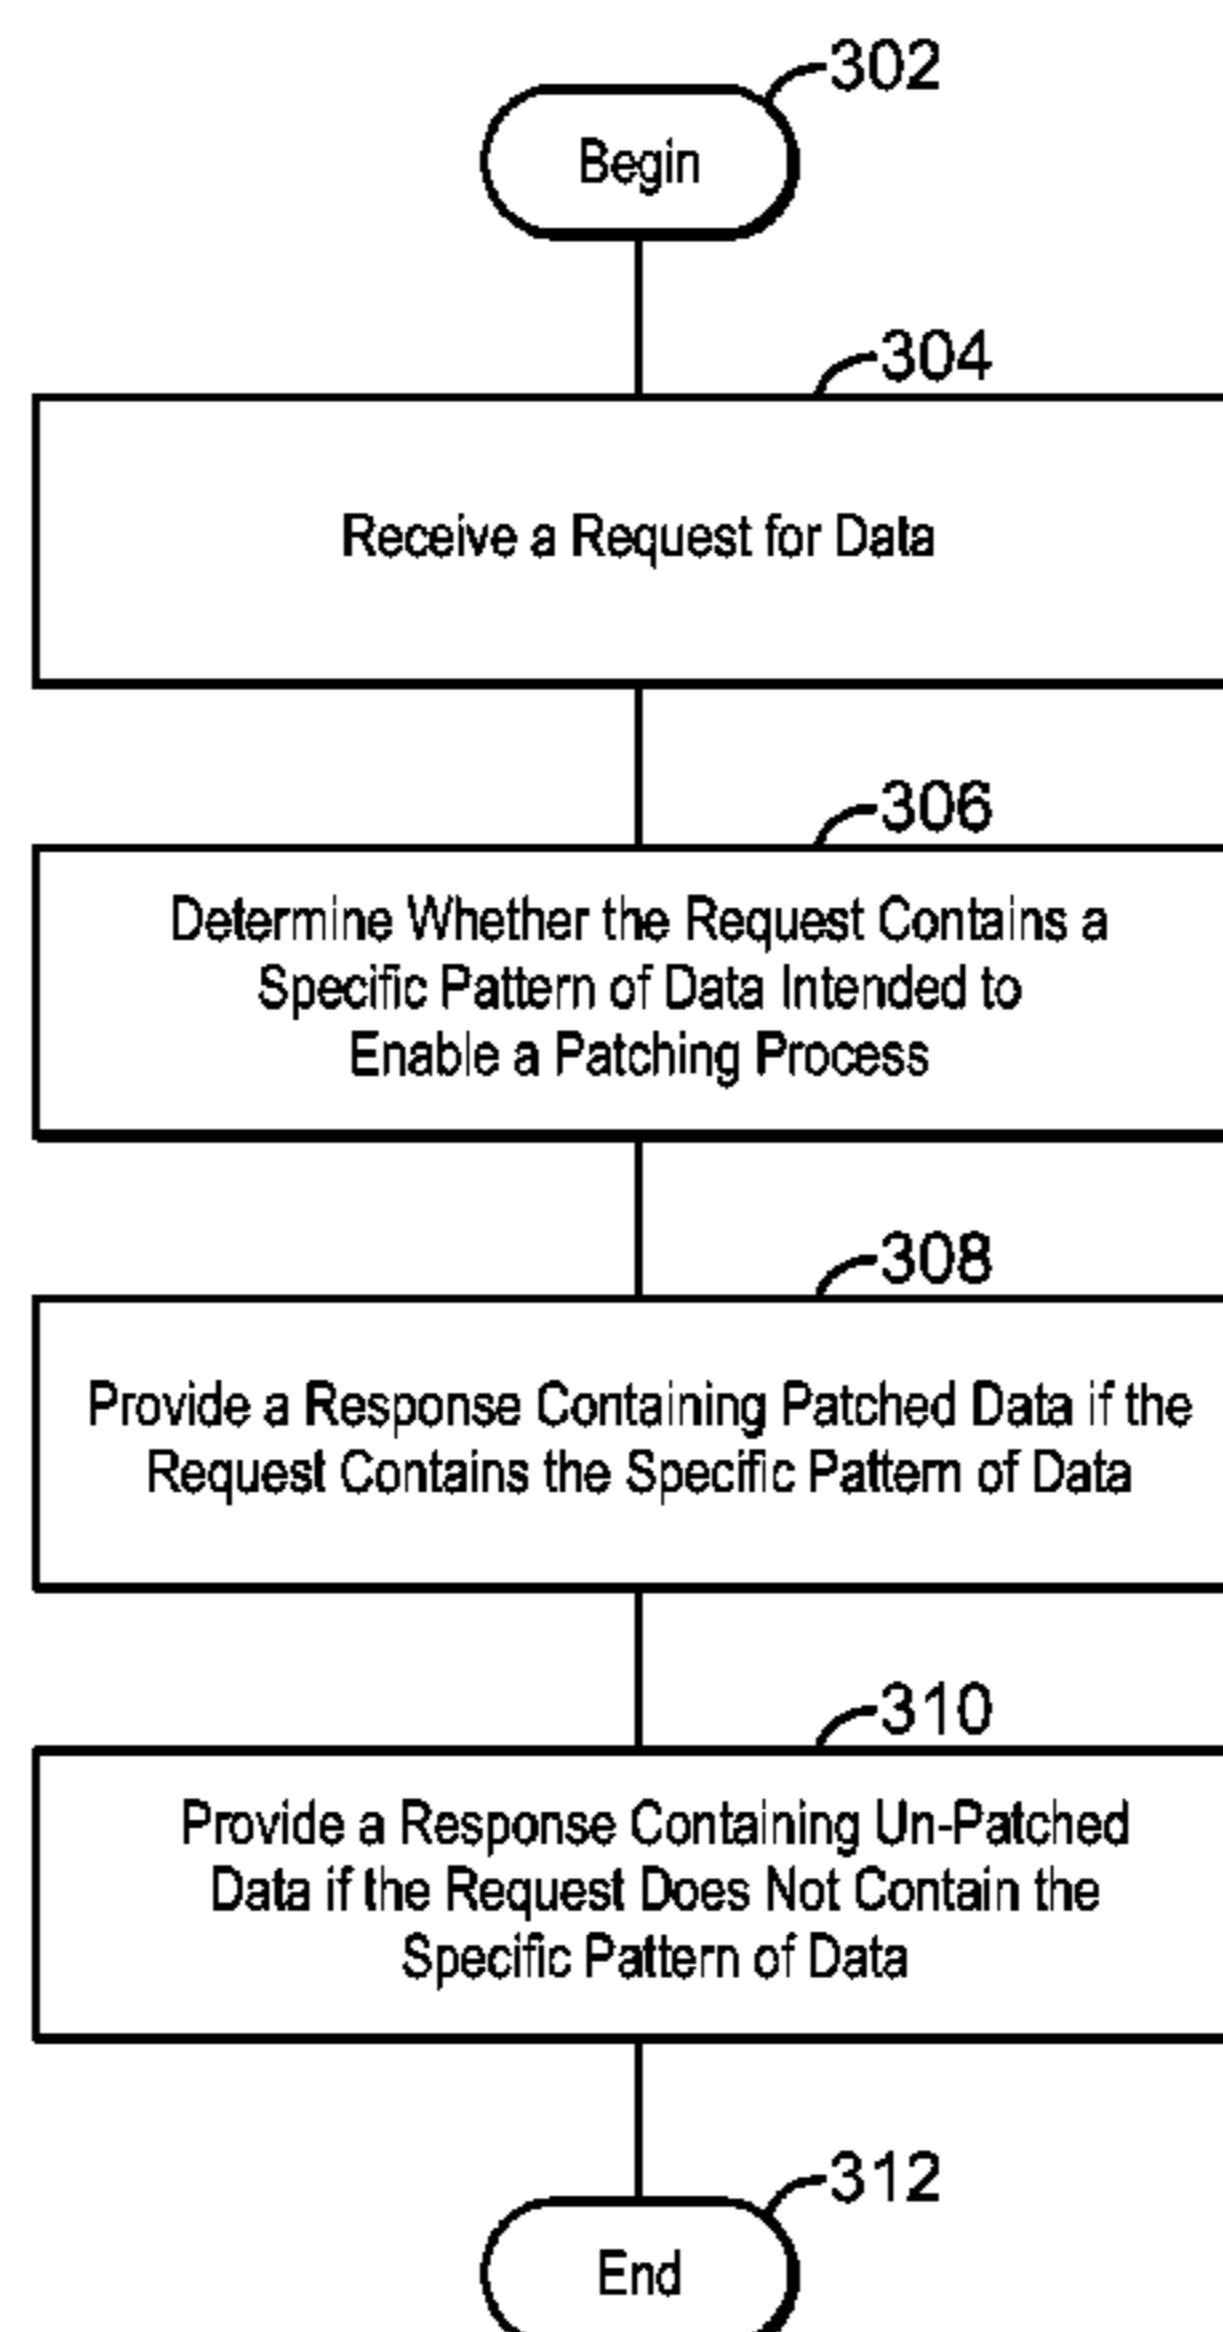 302
Begin
304
Receive a Request for Data
306
Determine Whether the Request Contains a
Specific Pattern of Data Intended to
Enable a Patching Process
308
Provide a Response Containing Patched Data if the
Request Contains the Specific Pattern of Data
310
Provide a Response Containing Un-Patched
Data if the Request Does Not Contain the
Specific Pattern of Data
312
End